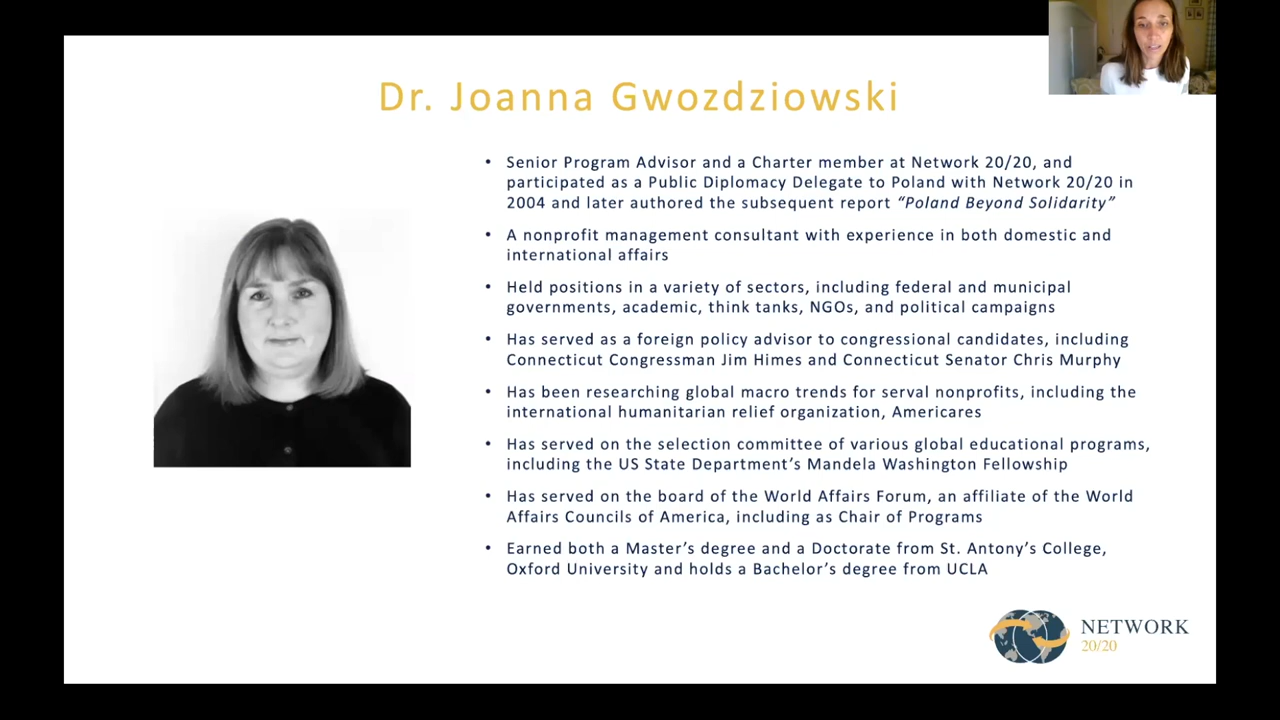 Dr. Joanna Gwozdziowski
• Senior Program Advisor and a Charter member at Network 20/20, and
participated as a Public Diplomacy Delegate to Poland with Network 20/20 in
2004 and later authored the subsequent report “Poland Beyond Solidarity”
• A nonprofit management consultant with experience in both domestic and
international affairs
• Held positions in a variety of sectors, including federal and municipal
governments, academic, think tanks, NGOs, and political campaigns
• Has served as a foreign policy advisor to congressional candidates, including
Connecticut Congressman Jim Himes and Connecticut Senator Chris Murphy
• Has been researching global macro trends for serval nonprofits, including the
international humanitarian relief organization, Americares
• Has served on the selection committee of various global educational programs,
including the US State Department’s Mandela Washington Fellowship
• Has served on the board of the World Affairs Forum, an affiliate of the World
Affairs Councils of America, including as Chair of Programs
• Earned both a Master’s degree and a Doctorate from St. Antony’s College,
Oxford University and holds a Bachelor’s degree from UCLA
NETWORK
20/20